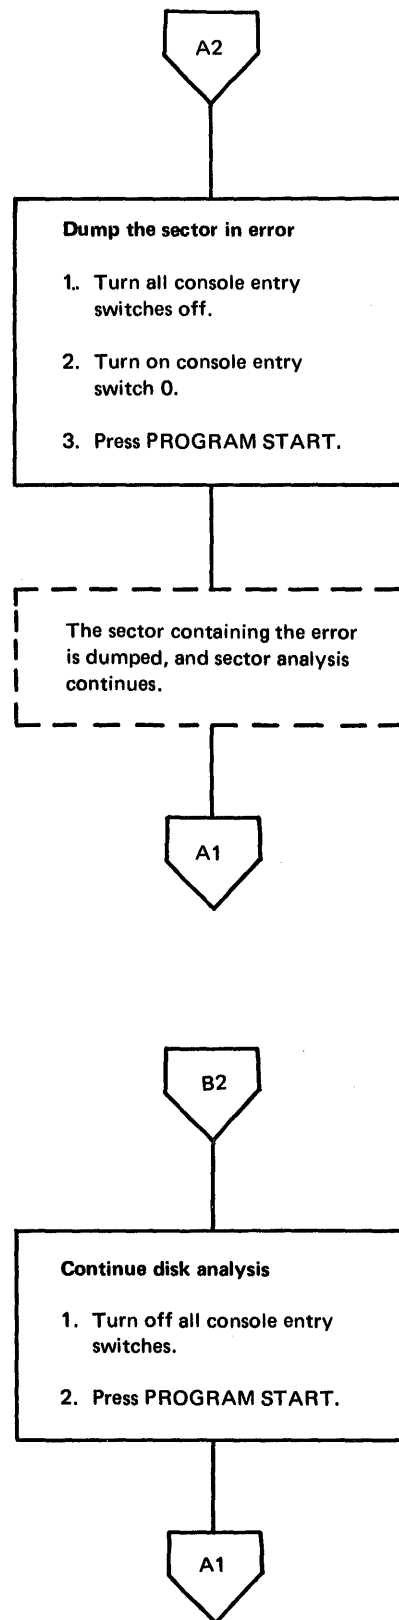 A2
Dump the sector in error
1.. Turn all console entry
switches off.
2. Turn on console entry
switch 0.
3. Press PROGRAM START.
The sector containing the error
is dumped, and sector analysis
continues.
A1
B2
Continue disk analysis
1. Turn off all console entry
switches.
2. Press PROGRAM START.
A1